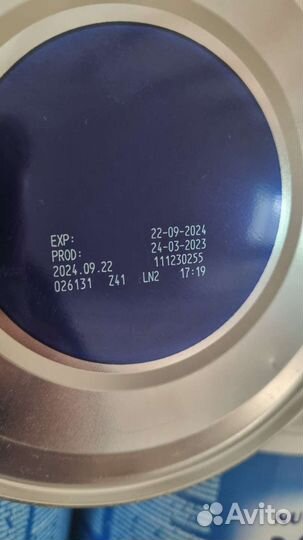 EXP: 22-09-2024
PROD: 24-03-2023
2024.09.22 111230255
026131 Z41 LN2 17:19
Avito